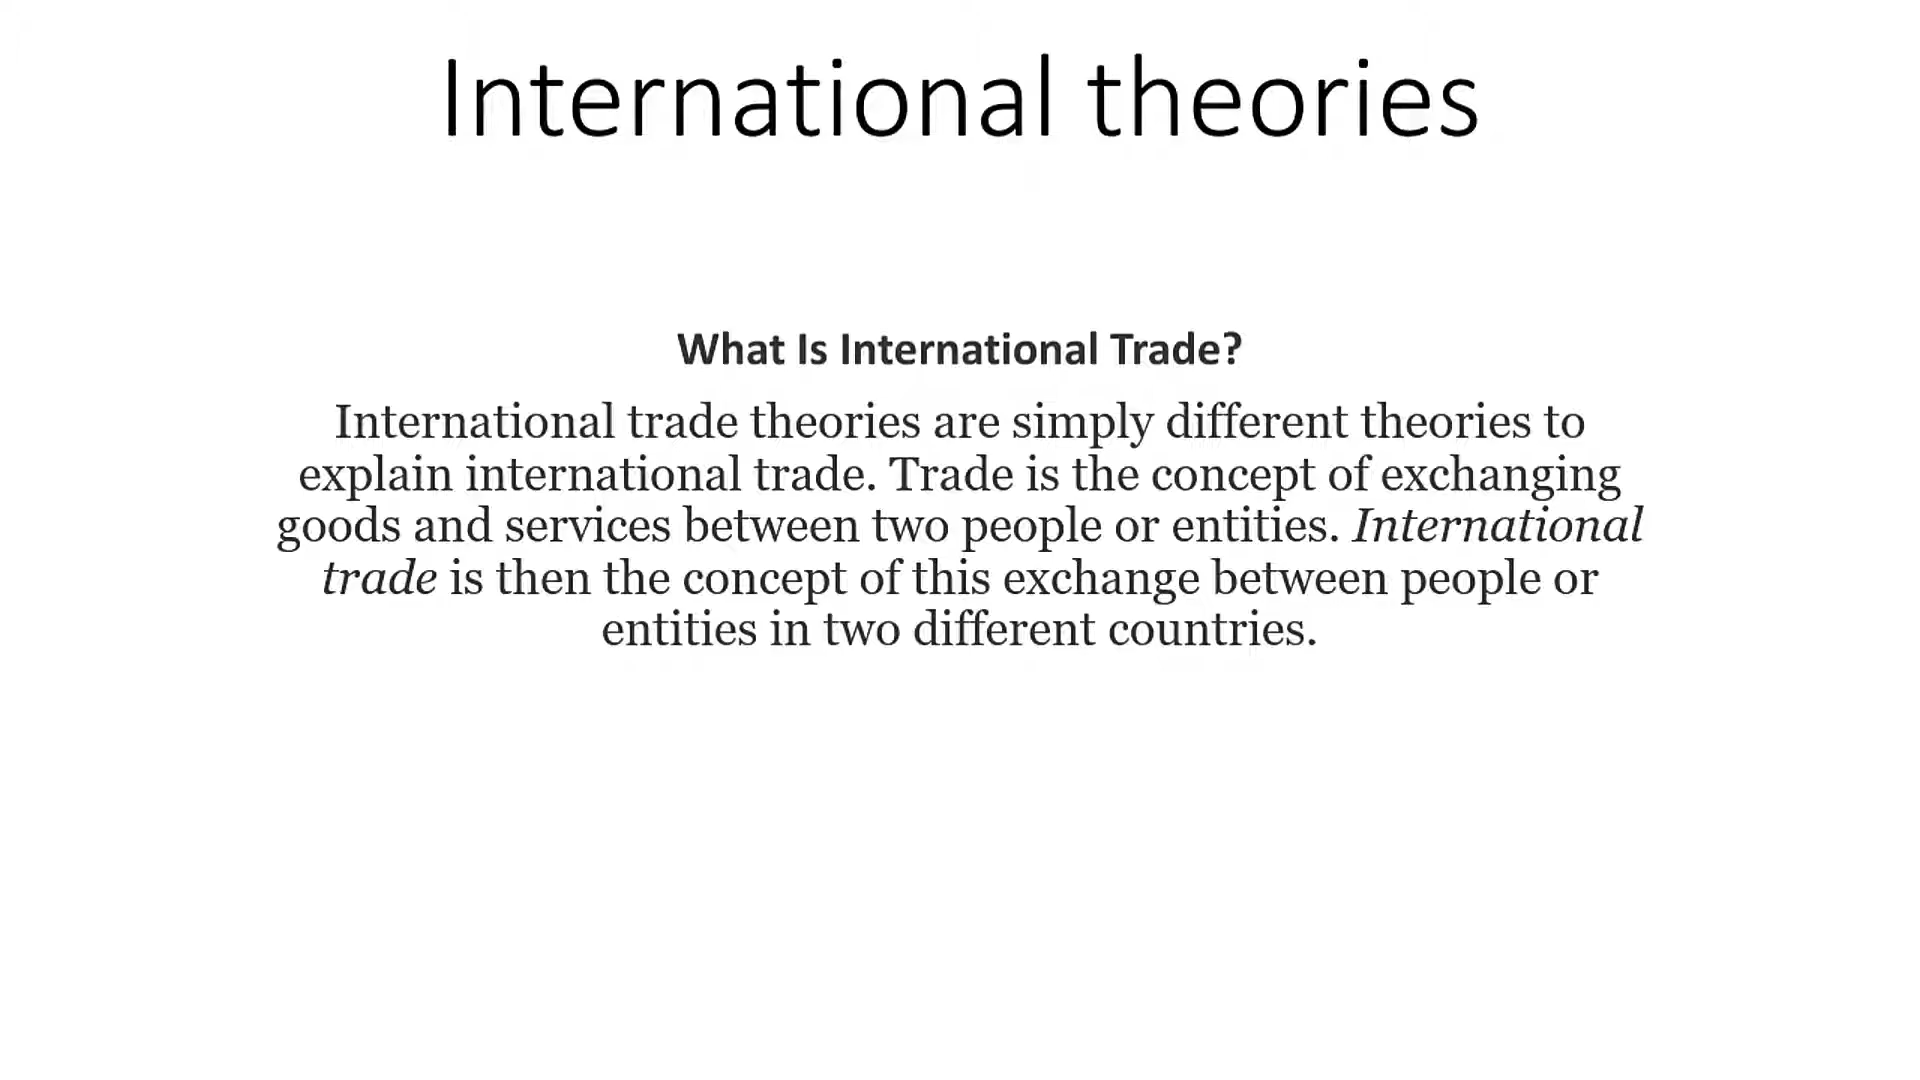 International theories
What Is International Trade?
International trade theories are simply different theories to
explain international trade. Trade is the concept of exchanging
goods and services between two people or entities. International
trade is then the concept of this exchange between people or
entities in two different countries.